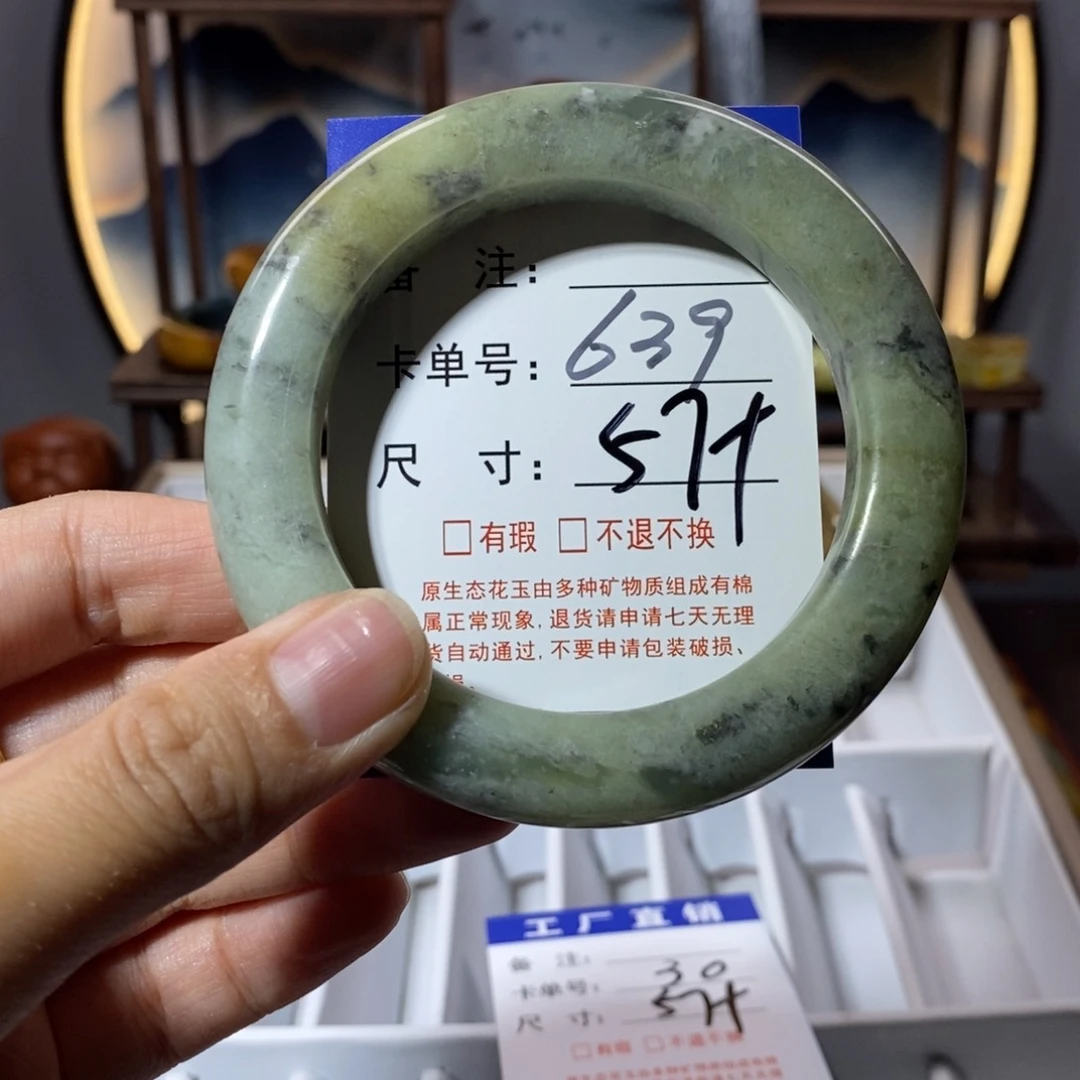 备 注:
卡单号: 639
尺 寸: 57+
□有瑕 □不退不换
原生态花玉由多种矿物质组成有棉
属正常现象,退货请申请七天无理
货自动通过,不要申请包装破损、
损.
工厂直销
备 注:
卡单号: 30
尺 寸: 57+
□有瑕 □不退不换